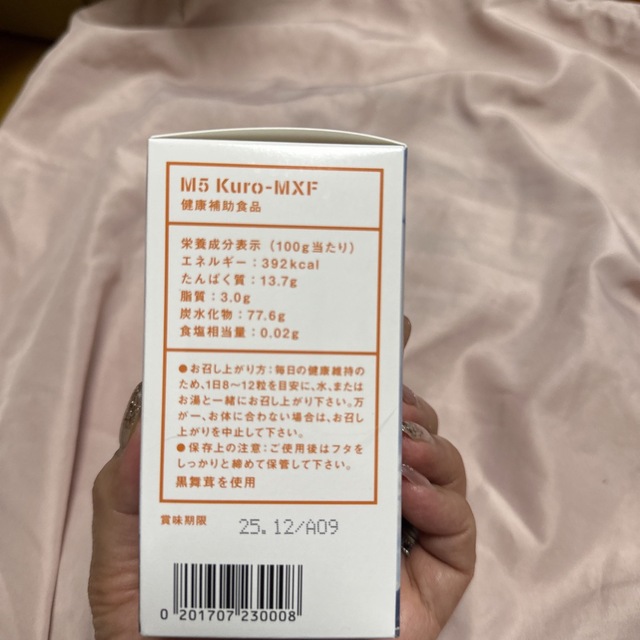 M5 Kuro-MXF
健康補助食品
栄養成分表示（100g当たり）
エネルギー：392kcal
たんぱく質：13.7g
脂質：3.0g
炭水化物：77.6g
食塩相当量：0.02g
●お召し上がり方：毎日の健康維持の
ため、1日8〜12粒を目安に、水、または
お湯と一緒にお召し上がり下さい。万
が一、お体に合わない場合は、お召し
上がりを中止して下さい。
●保存上の注意：ご使用後はフタを
しっかりと締めて保管して下さい。
黒舞茸を使用
賞味期限 25.12/A09
0 201707 230008